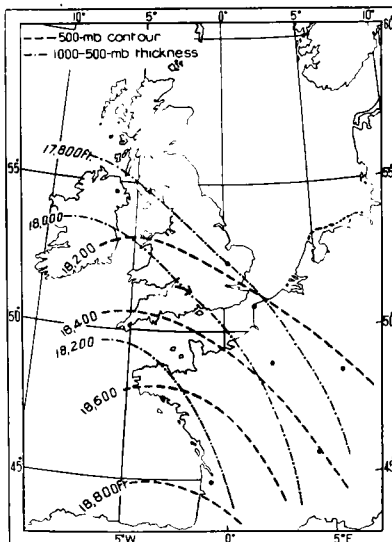 10° 5° 0° 5° 10°
--- 500-mb contour
-·-·- 1000-500-mb thickness
60
17,800Ft
55 55
18,000
18,200
50 50
18,400
18,200
18,600
45 45
18,800Ft
5°W 0° 5°E